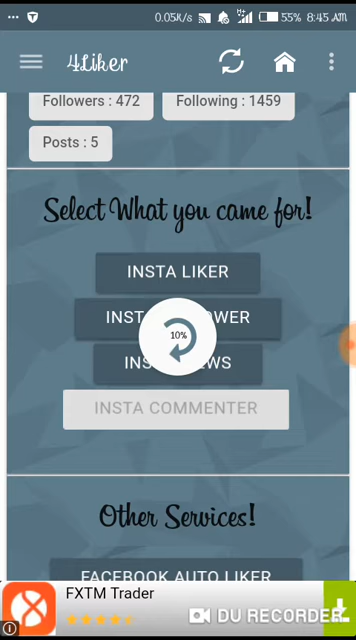 0.05K/s 55% 8:45 AM
4Liker
Followers : 472 Following : 1459
Posts : 5
Select What you came for!
INSTA LIKER
10%
INSTA COMMENTER
Other Services!
FACEBOOK AUTO LIKER
FXTM Trader
DU RECORDER